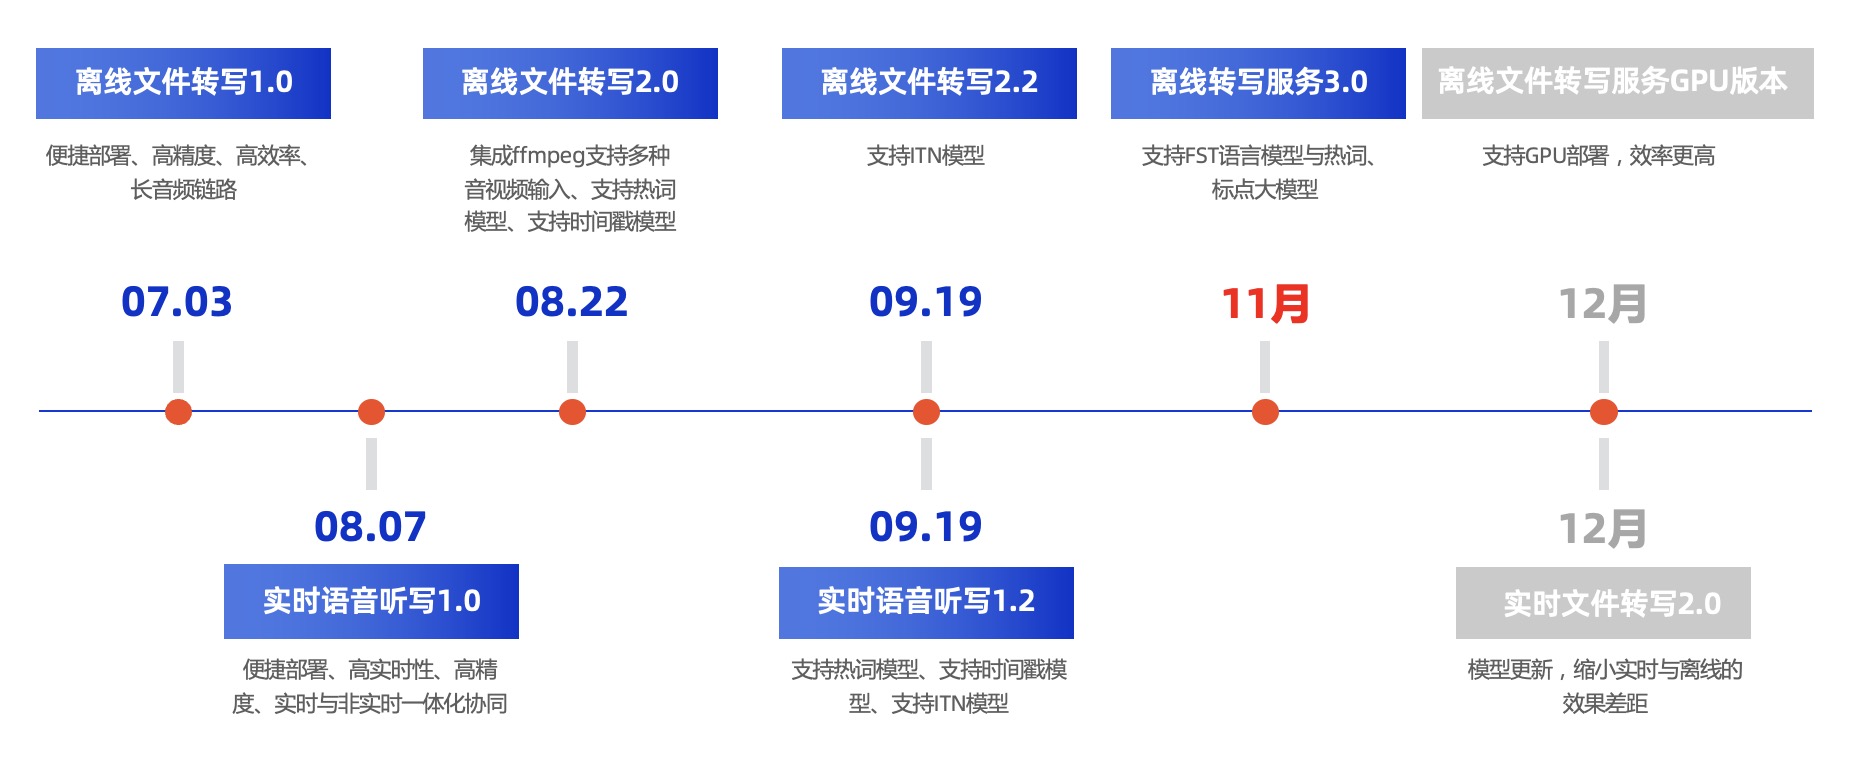 离线文件转写1.0
便捷部署、高精度、高效率、
长音频链路
07.03
离线文件转写2.0
集成ffmpeg支持多种
音视频输入、支持热词
模型、支持时间戳模型
08.22
离线文件转写2.2
支持ITN模型
09.19
离线转写服务3.0
支持FST语言模型与热词、
标点大模型
11月
离线文件转写服务GPU版本
支持GPU部署，效率更高
12月
08.07
实时语音听写1.0
便捷部署、高实时性、高精
度、实时与非实时一体化协同
09.19
实时语音听写1.2
支持热词模型、支持时间戳模
型、支持ITN模型
12月
实时文件转写2.0
模型更新，缩小实时与离线的
效果差距